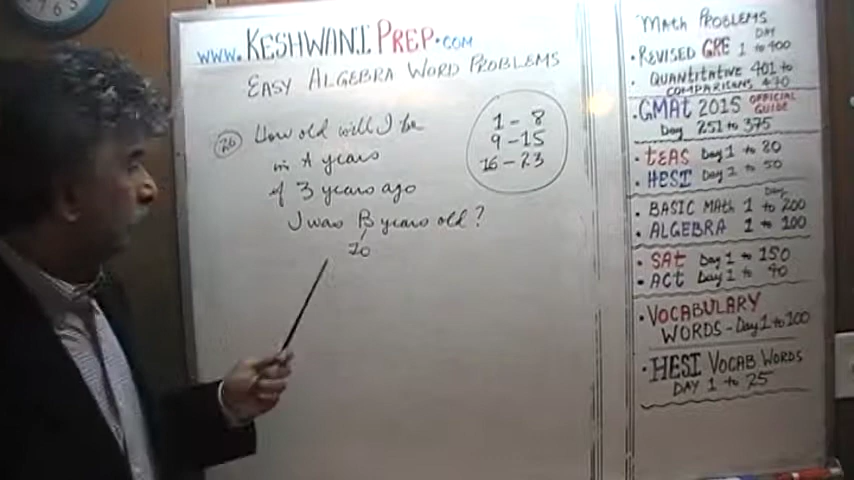 www.KESHWANIPREP.COM
EASY ALGEBRA WORD PROBLEMS
26 How old will I be
in A years
if 3 years ago
I was B years old?
20
1 - 8
9 - 15
16 - 23
MATH PROBLEMS
DAY
• REVISED GRE 1 to 400
• QUANTITATIVE 401 to
COMPARISONS 490
• GMAT 2015 OFFICIAL GUIDE
Day 251 to 375
• TEAS Day 1 to 80
• HESI Day 1 to 50
Day
• BASIC MATH 1 to 200
• ALGEBRA 1 to 100
• SAT Day 1 to 150
• ACT Day 1 to 90
• VOCABULARY
WORDS - Day 1 to 100
• HESI VOCAB WORDS
DAY 1 to 25